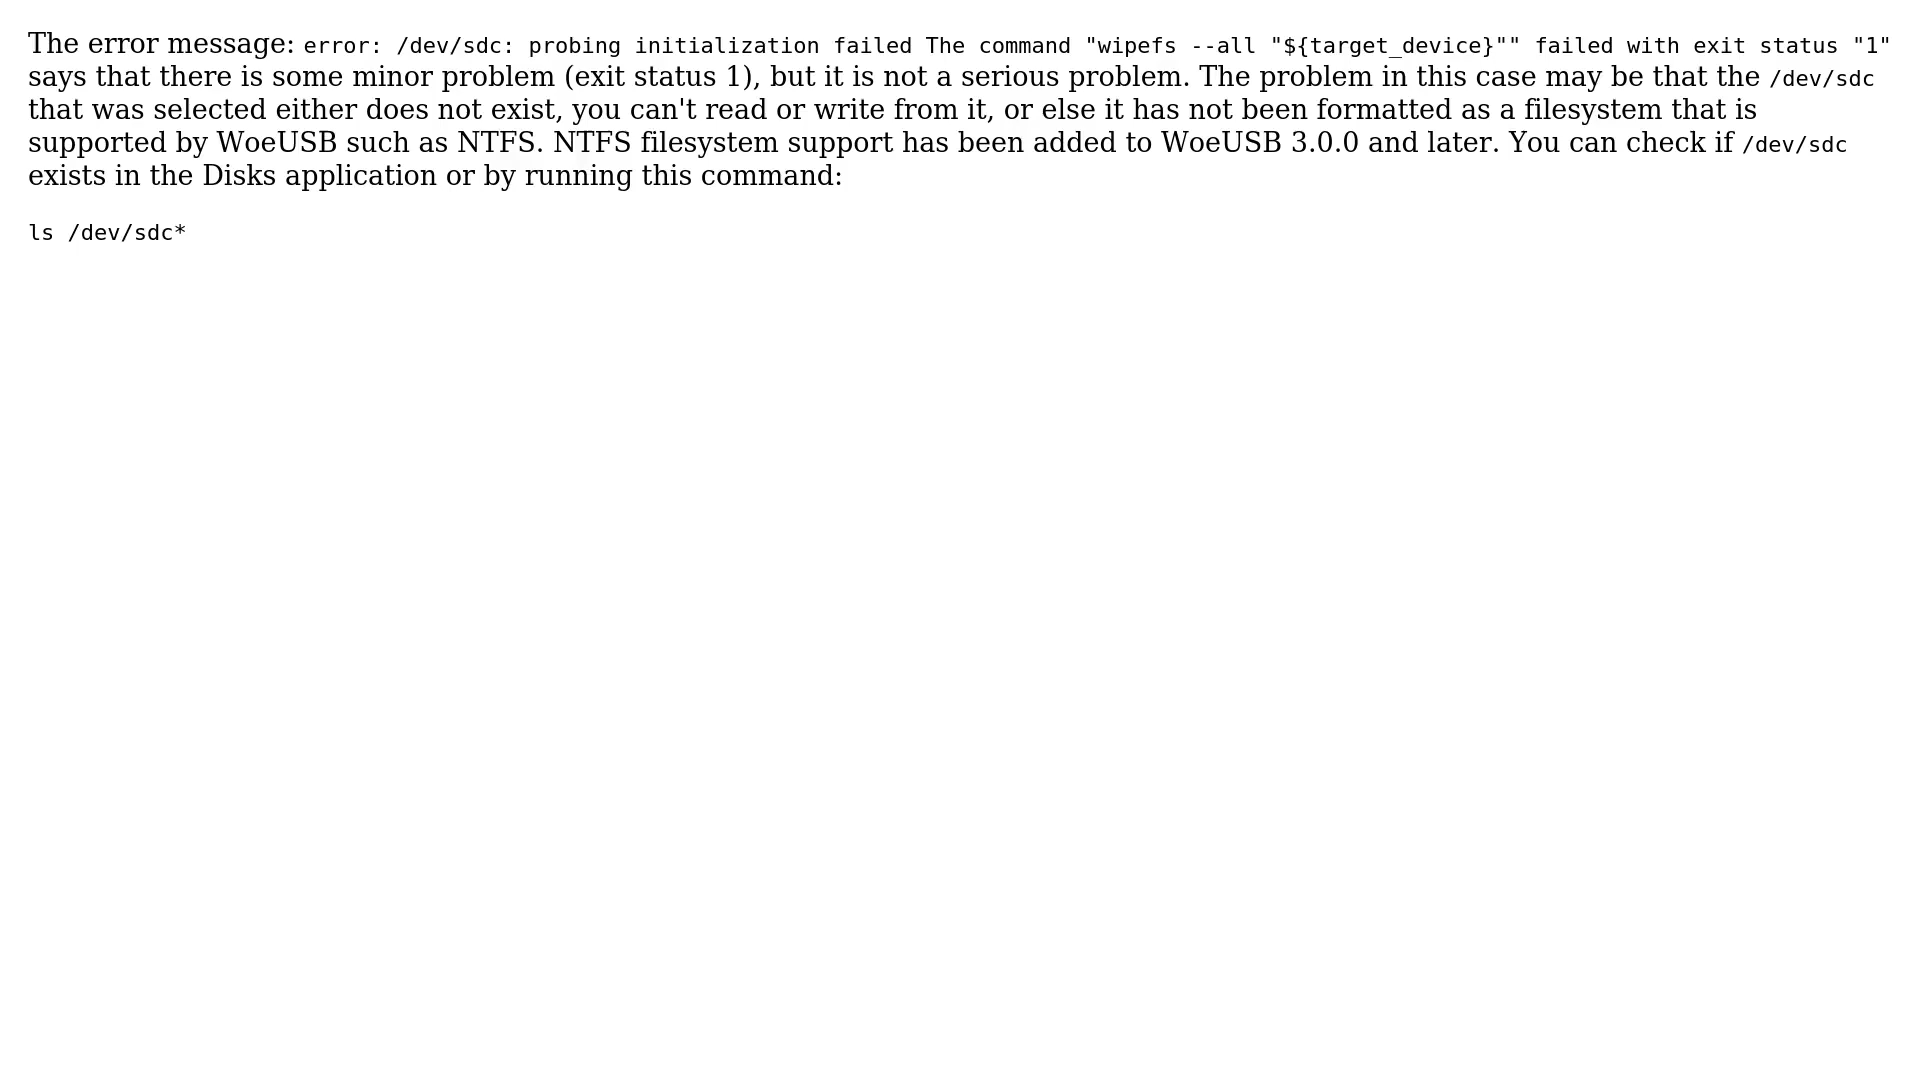 The error message: error: /dev/sdc: probing initialization failed The command "wipefs --all "${target_device}"" failed with exit status "1"
says that there is some minor problem (exit status 1), but it is not a serious problem. The problem in this case may be that the /dev/sdc
that was selected either does not exist, you can't read or write from it, or else it has not been formatted as a filesystem that is
supported by WoeUSB such as NTFS. NTFS filesystem support has been added to WoeUSB 3.0.0 and later. You can check if /dev/sdc
exists in the Disks application or by running this command:
ls /dev/sdc*